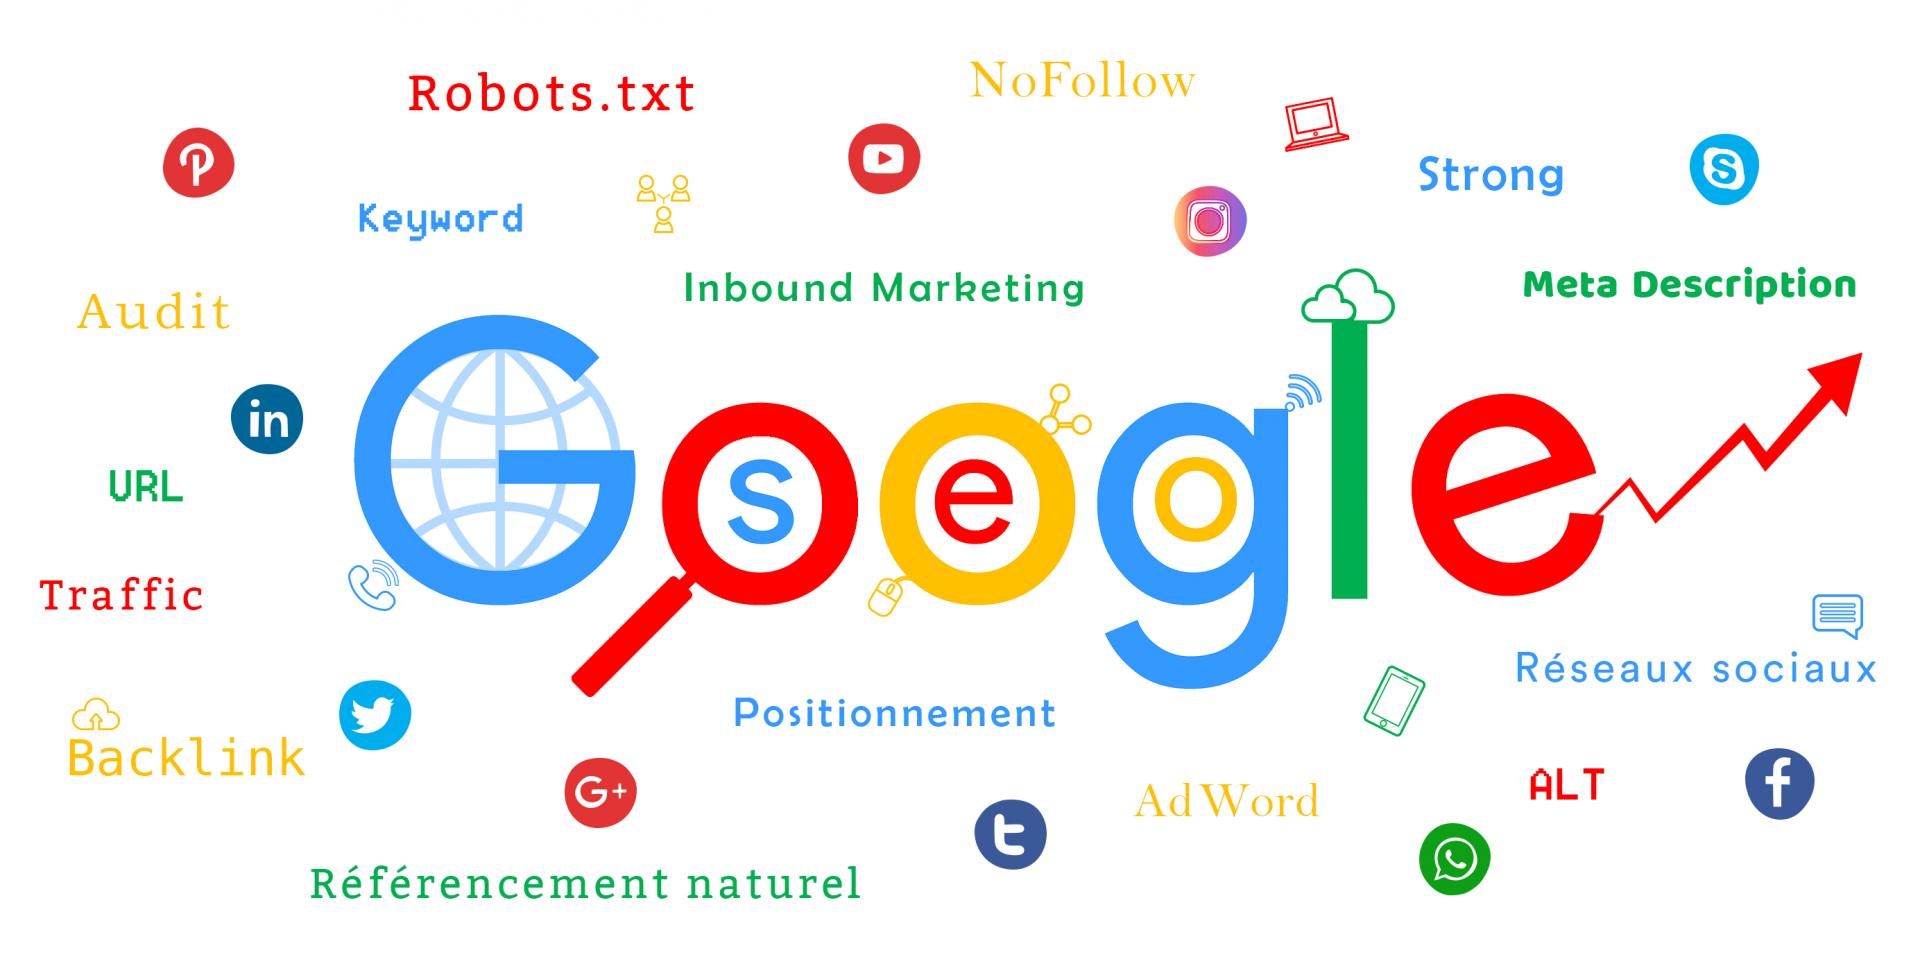 Robots.txt
NoFollow
Strong
Keyword
Inbound Marketing
Meta Description
Audit
in
URL
Google
s e o
Traffic
Réseaux sociaux
Positionnement
Backlink
G+
AdWord
ALT
Référencement naturel